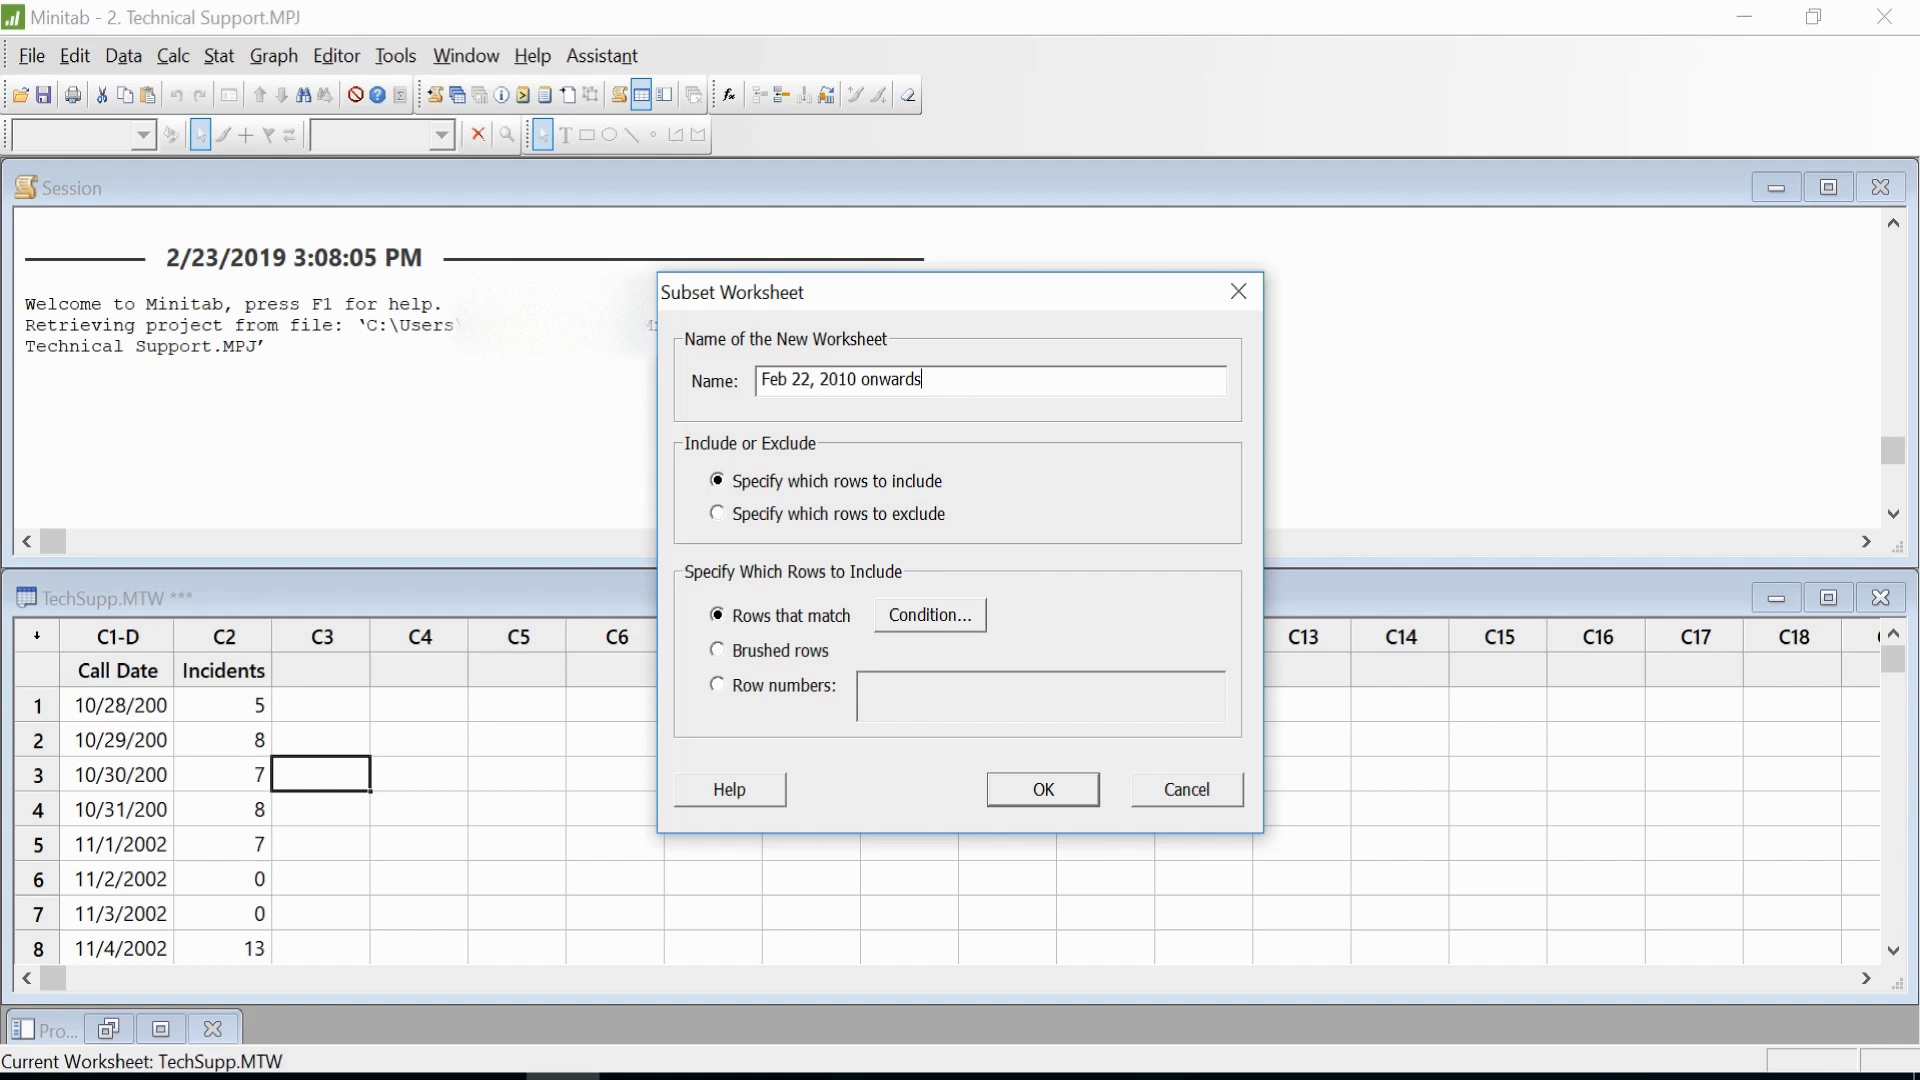 Minitab - 2. Technical Support.MPJ
File Edit Data Calc Stat Graph Editor Tools Window Help Assistant
Session
2/23/2019 3:08:05 PM
Welcome to Minitab, press F1 for help.
Retrieving project from file: ‘C:\Users
Technical Support.MPJ’
Subset Worksheet
Name of the New Worksheet
Name: Feb 22, 2010 onwards
Include or Exclude
Specify which rows to include
Specify which rows to exclude
Specify Which Rows to Include
Rows that match Condition...
Brushed rows
Row numbers:
Help OK Cancel
TechSupp.MTW ***
C1-D C2 C3 C4 C5 C6 C13 C14 C15 C16 C17 C18
Call Date Incidents
1 10/28/200 5
2 10/29/200 8
3 10/30/200 7
4 10/31/200 8
5 11/1/2002 7
6 11/2/2002 0
7 11/3/2002 0
8 11/4/2002 13
Pro...
Current Worksheet: TechSupp.MTW